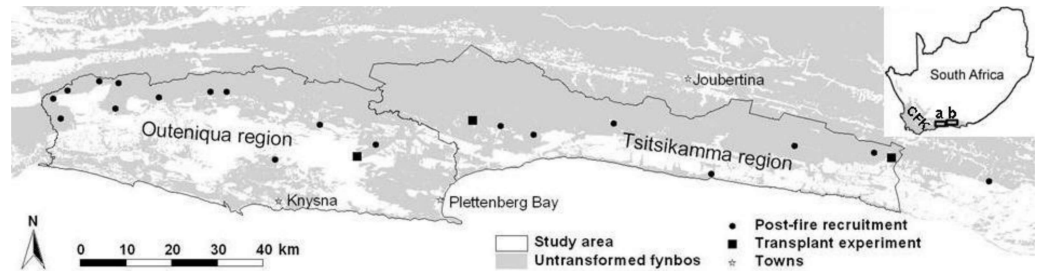 Joubertina
South Africa
CFK
a b
Outeniqua region
Tsitsikamma region
Knysna
Plettenberg Bay
N
0 10 20 30 40 km
Study area
Untransformed fynbos
Post-fire recruitment
Transplant experiment
Towns